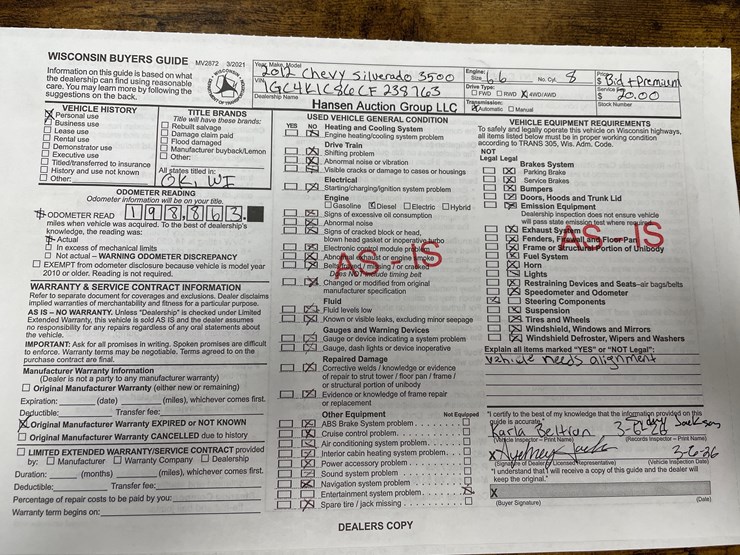 WISCONSIN BUYERS GUIDE MV2872 3/2021
Information on this guide is based on what
the dealership can find using reasonable
care. You may learn more by following the
suggestions on the back.
Year, Make, Model
2012 Chevy Silverado 3500
VIN
1GC4K1C86CF238763
Dealership Name
Hansen Auction Group LLC
Engine:
Size 6.6 No. Cyl. 8
Drive Type:
FWD RWD 4WD/AWD
Transmission:
Automatic Manual
Price
$ Bid + Premium
Service
$ 20.00
Stock Number
VEHICLE HISTORY
Personal use
Business use
Lease use
Rental use
Demonstrator use
Executive use
Titled/transferred to insurance
History and use not known
Other:
TITLE BRANDS
Title will have these brands:
Rebuilt salvage
Damage claim paid
Flood damaged
Manufacturer buyback/Lemon
Other:
All states titled in:
OK, WI
ODOMETER READING
Odometer information will be on your title.
ODOMETER READ 198,863
miles when vehicle was acquired. To the best of dealership's
knowledge, the reading was:
Actual
In excess of mechanical limits
Not actual – WARNING ODOMETER DISCREPANCY
EXEMPT from odometer disclosure because vehicle is model year
2010 or older. Reading is not required.
WARRANTY & SERVICE CONTRACT INFORMATION
Refer to separate document for coverages and exclusions. Dealer disclaims
implied warranties of merchantability and fitness for a particular purpose.
AS IS – NO WARRANTY. Unless "Dealership" is checked under Limited
Extended Warranty, this vehicle is sold AS IS and the dealer assumes
no responsibility for any repairs regardless of any oral statements about
the vehicle.
IMPORTANT: Ask for all promises in writing. Spoken promises are difficult
to enforce. Warranty terms may be negotiable. Terms agreed to on the
purchase contract are final.
Manufacturer Warranty Information
(Dealer is not a party to any manufacturer warranty)
Original Manufacturer Warranty (either new or remaining)
Expiration: (date) (miles), whichever comes first.
Deductible: Transfer fee:
Original Manufacturer Warranty EXPIRED or NOT KNOWN
Original Manufacturer Warranty CANCELLED due to history
LIMITED EXTENDED WARRANTY/SERVICE CONTRACT provided
by: Manufacturer Warranty Company Dealership
Duration: (months) (miles), whichever comes first.
Deductible: Transfer fee:
Percentage of repair costs to be paid by you:
Warranty term begins on:
USED VEHICLE GENERAL CONDITION
YES NO
Heating and Cooling System
Engine heating/cooling system problem
Drive Train
Shifting problem
Abnormal noise or vibration
Visible cracks or damage to cases or housings
Electrical
Starting/charging/ignition system problem
Engine
Gasoline Diesel Electric Hybrid
Signs of excessive oil consumption
Abnormal noise
Signs of cracked block or head,
blown head gasket or inoperative turbo
Electronic control module problem
Abnormal exhaust or engine smoke
Does NOT include timing belt
Changed or modified from original
manufacturer specification
Fluid
Fluid levels low
Known or visible leaks, excluding minor seepage
Gauges and Warning Devices
Gauge or device indicating a system problem
Gauge, dash lights or device inoperable
Repaired Damage
Corrective welds / knowledge or evidence
of repair to strut tower / floor pan / frame /
or structural portion of unibody
Evidence or knowledge of frame repair
or replacement
Other Equipment Not Equipped
ABS Brake System problem
Cruise control problem
Air conditioning system problem
Interior cabin heating system problem
Power accessory problem
Sound system problem
Navigation system problem
Entertainment system problem
Spare tire / jack missing
AS - IS
VEHICLE EQUIPMENT REQUIREMENTS
To safely and legally operate this vehicle on Wisconsin highways,
all items listed below must be in proper working condition
according to TRANS 305, Wis. Adm. Code.
NOT
Legal Legal
Brakes System
Parking Brake
Service Brakes
Bumpers
Doors, Hoods and Trunk Lid
Emission Equipment
Dealership inspection does not ensure vehicle
will pass state emission test where required.
Exhaust System
Fenders, Frame and Floor Pan
Frame or Structural Portion of Unibody
Fuel System
Horn
Lights
Restraining Devices and Seats–air bags/belts
Speedometer and Odometer
Steering Components
Suspension
Tires and Wheels
Windshield, Windows and Mirrors
Windshield Defroster, Wipers and Washers
AS - IS
Explain all items marked "YES" or "NOT Legal":
vehicle needs alignment
"I certify to the best of my knowledge that the information provided on this
guide is accurate."
Karla Beltran 3-6-26
(Vehicle Inspector – Print Name) (Records Inspector – Print Name)
X 3-6-26
(Signature of Dealer / Licensed Representative) (Vehicle Inspection Date)
"I understand that I will receive a copy of this guide and the dealer will
keep the original."
X
(Buyer Signature) (Date)
DEALERS COPY